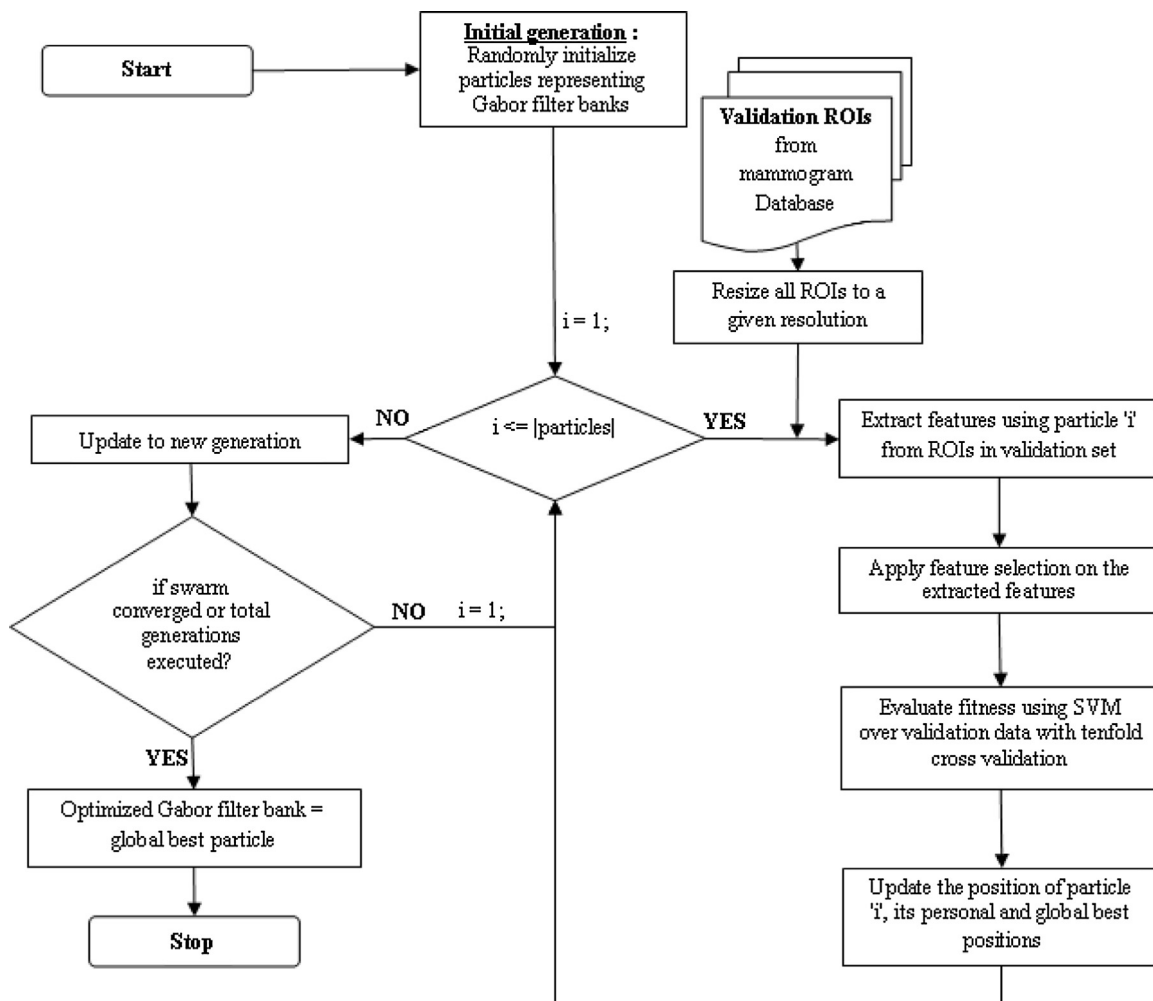 Start
Initial generation :
Randomly initialize
particles representing
Gabor filter banks
Validation ROIs
from
mammogram
Database
Resize all ROIs to a
given resolution
i = 1;
i <= |particles|
NO
YES
Update to new generation
Extract features using particle 'i'
from ROIs in validation set
if swarm
converged or total
generations
executed?
NO
i = 1;
YES
Apply feature selection on the
extracted features
Evaluate fitness using SVM
over validation data with tenfold
cross validation
Optimized Gabor filter bank =
global best particle
Update the position of particle
'i', its personal and global best
positions
Stop